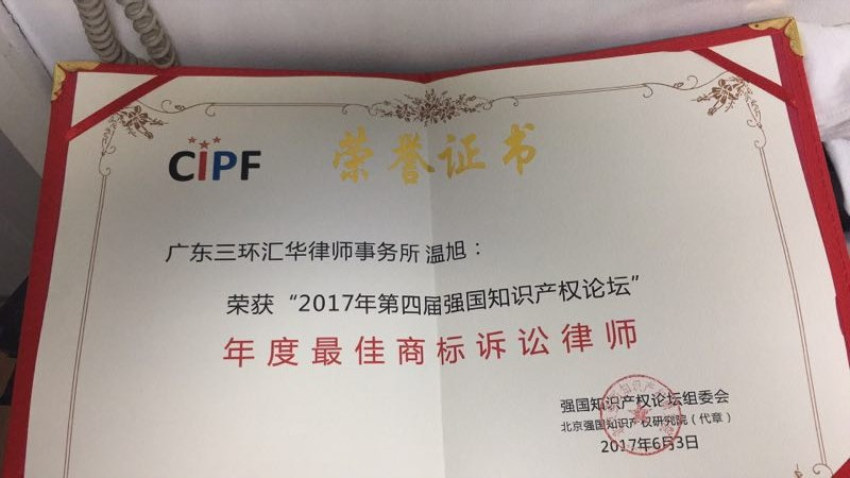 CIPF
荣誉证书
广东三环汇华律师事务所 温旭：
荣获“2017年第四届强国知识产权论坛”
年度最佳商标诉讼律师
强国知识产权论坛组委会
北京强国知识产权研究院（代章）
2017年6月3日